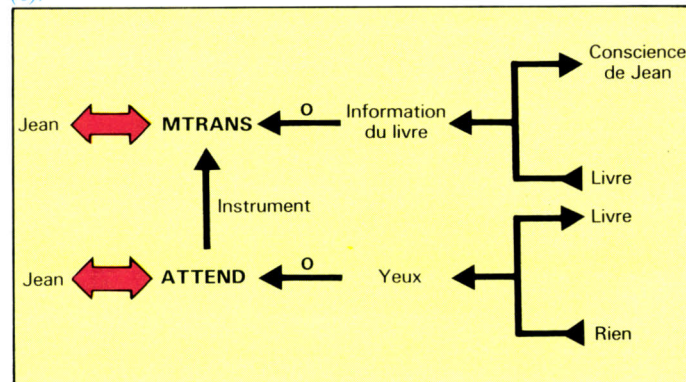 Conscience
de Jean
Jean
MTRANS
O
Information
du livre
Livre
Instrument
Livre
Jean
ATTEND
O
Yeux
Rien